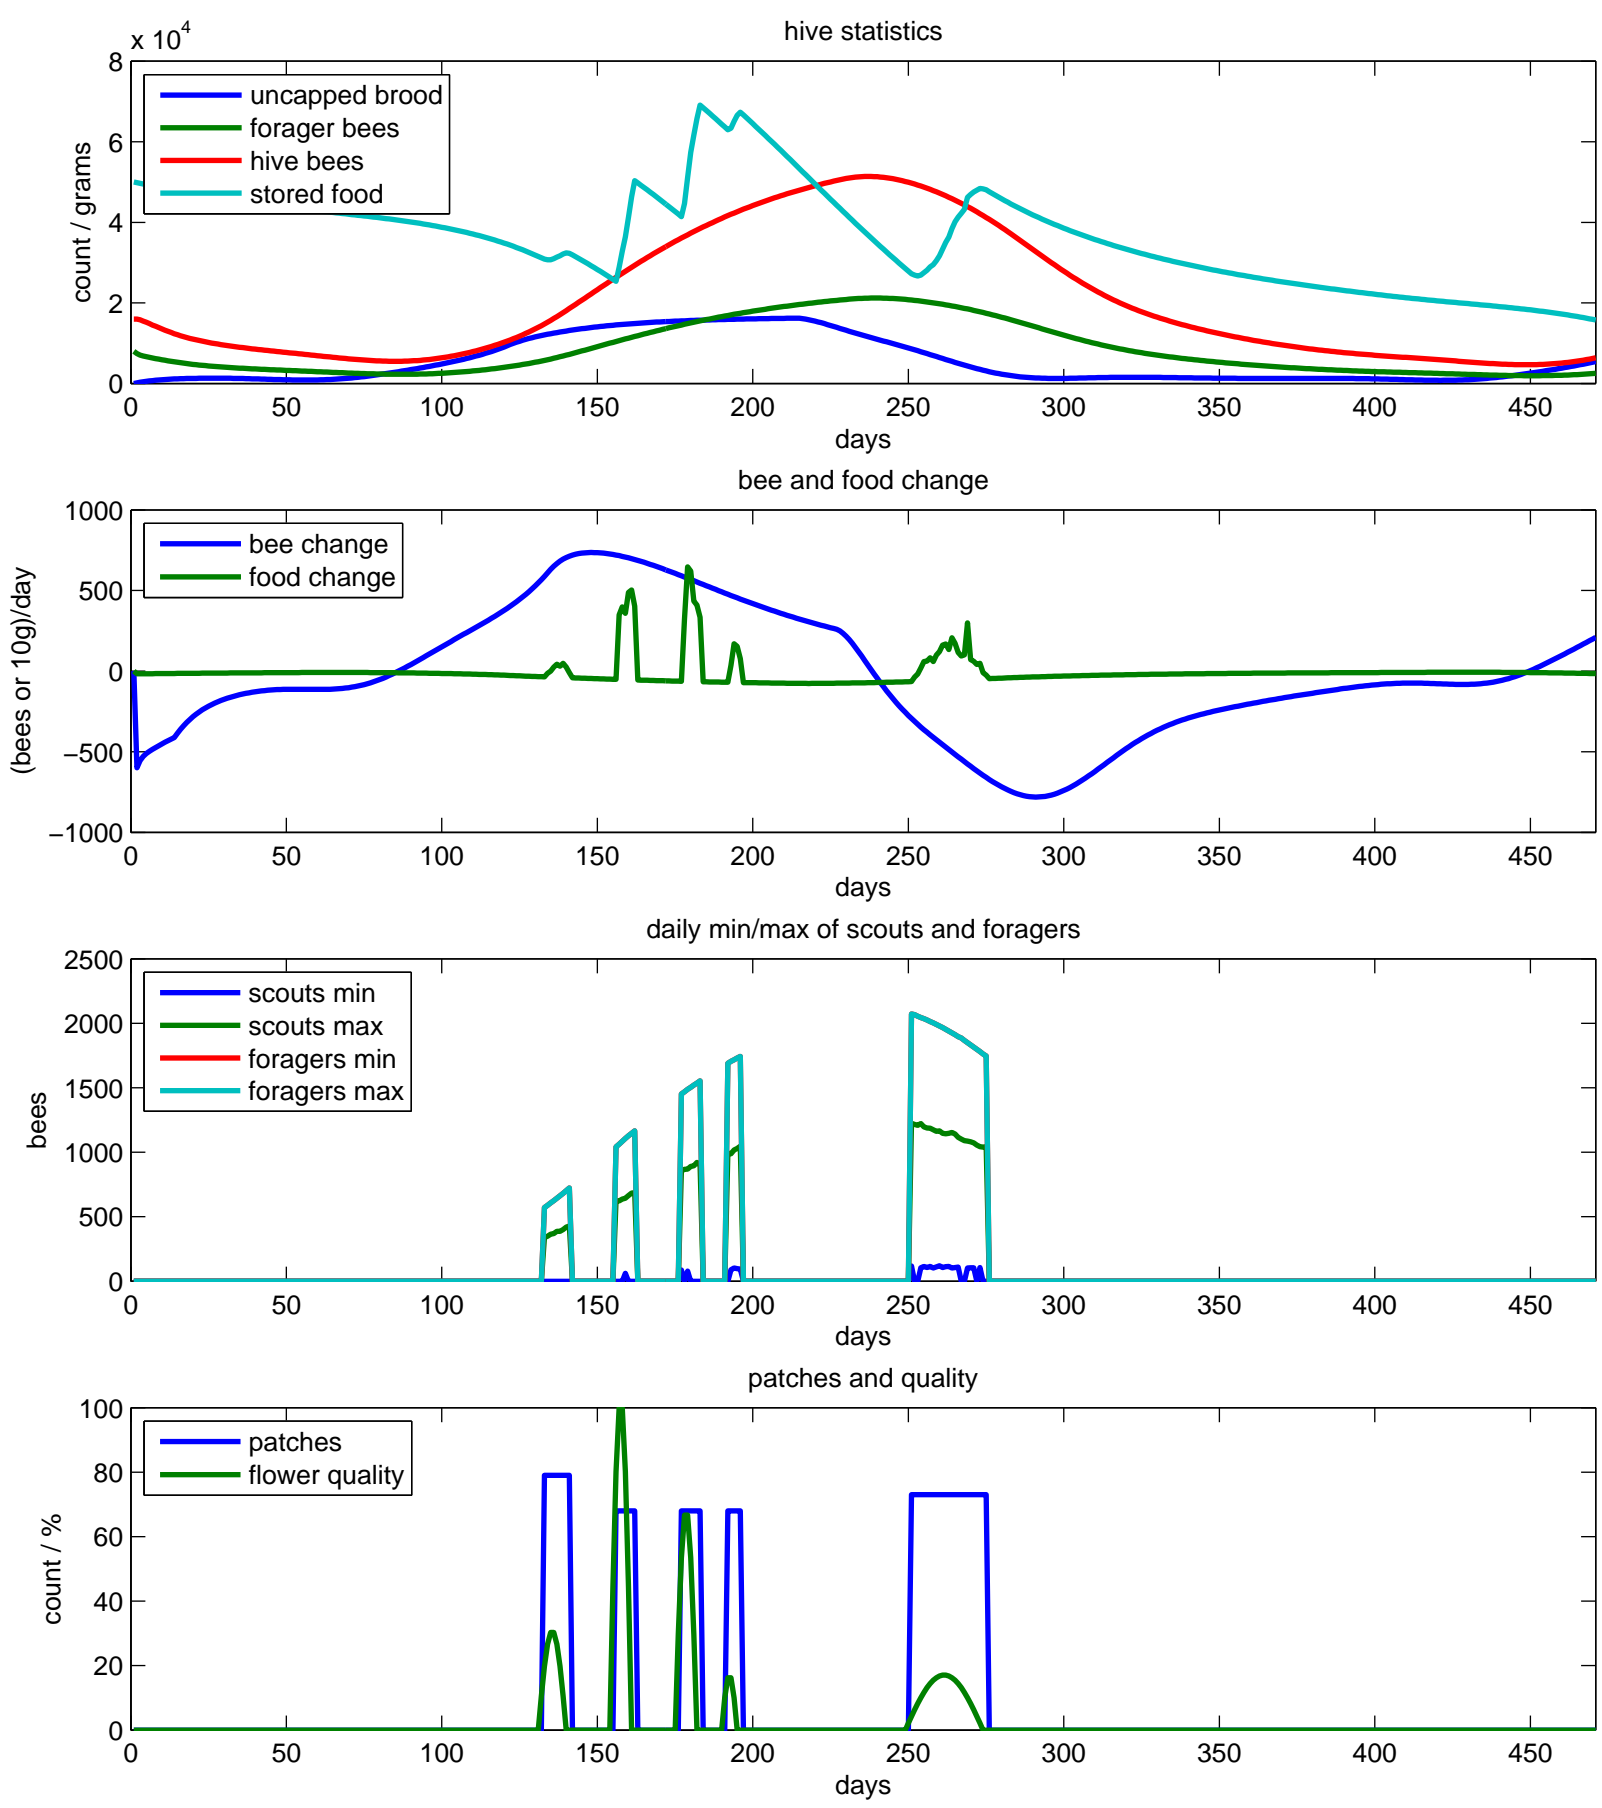 hive statistics
x 10^4
8
6
4
2
0
count / grams
uncapped brood
forager bees
hive bees
stored food
0 50 100 150 200 250 300 350 400 450
days
bee and food change
1000
500
0
−500
−1000
(bees or 10g)/day
bee change
food change
0 50 100 150 200 250 300 350 400 450
days
daily min/max of scouts and foragers
2500
2000
1500
1000
500
0
bees
scouts min
scouts max
foragers min
foragers max
0 50 100 150 200 250 300 350 400 450
days
patches and quality
100
80
60
40
20
0
count / %
patches
flower quality
0 50 100 150 200 250 300 350 400 450
days